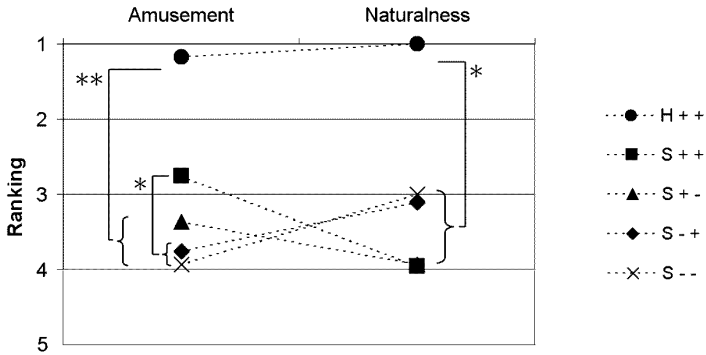 Amusement Naturalness
Ranking
1
2
3
4
5
**
*
*
H + +
S + +
S + -
S - +
S - -